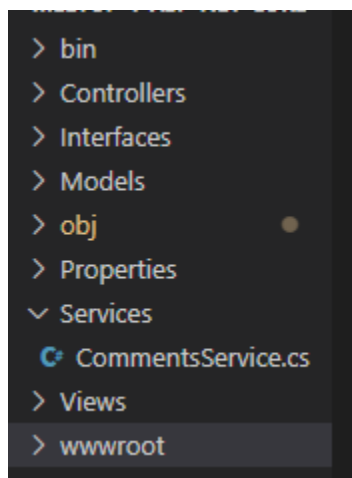 bin
Controllers
Interfaces
Models
obj
Properties
Services
C# CommentsService.cs
Views
wwwroot